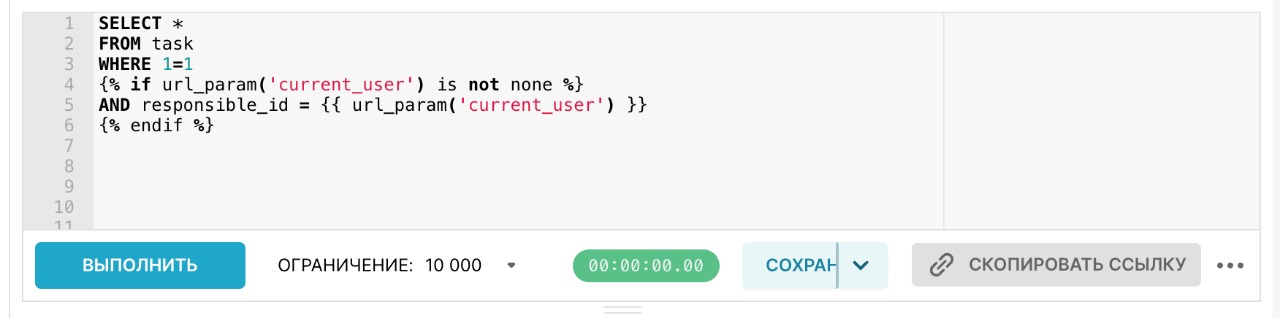 1 SELECT *
2 FROM task
3 WHERE 1=1
4 {% if url_param('current_user') is not none %}
5 AND responsible_id = {{ url_param('current_user') }}
6 {% endif %}
7
8
9
10
11
ВЫПОЛНИТЬ ОГРАНИЧЕНИЕ: 10 000 00:00:00.00 СОХРАН СКОПИРОВАТЬ ССЫЛКУ